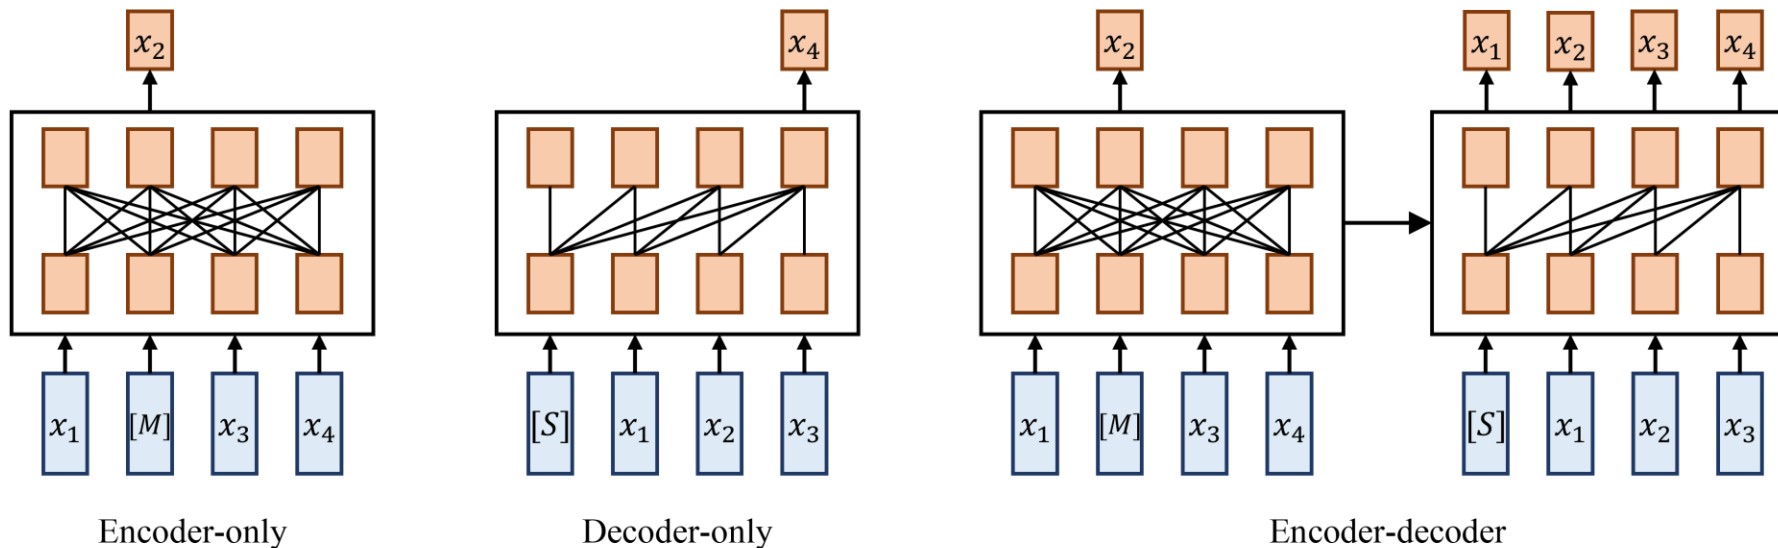 x₂ x₄ x₂ x₁ x₂ x₃ x₄
x₁ [M] x₃ x₄ [S] x₁ x₂ x₃ x₁ [M] x₃ x₄ [S] x₁ x₂ x₃
Encoder-only Decoder-only Encoder-decoder